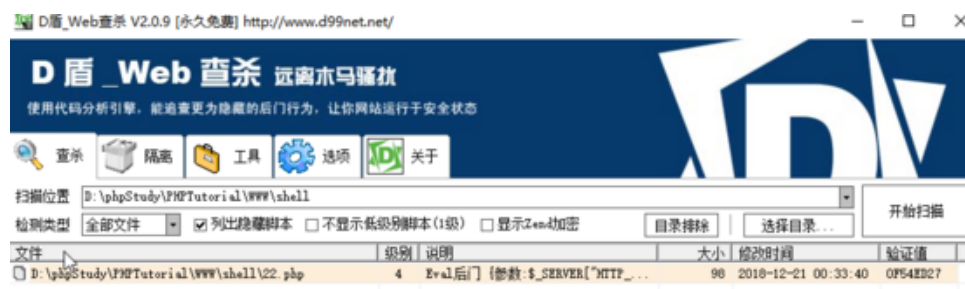 D盾_Web查杀 V2.0.9 [永久免费] http://www.d99net.net/
D 盾 _Web 查杀 远离木马骚扰
使用代码分析引擎,能追查更为隐藏的后门行为,让你网站运行于安全状态
查杀 隔离 工具 选项 关于
扫描位置 D:\phpStudy\PHPTutorial\WWW\shell 开始扫描
检测类型 全部文件 列出隐藏脚本 不显示低级别脚本(1级) 显示Zend加密 目录排除 选择目录...
文件 级别 说明 大小 修改时间 验证值
D:\phpStudy\PHPTutorial\WWW\shell\22.php 4 Eval后门 {参数:$_SERVER["HTTP_... 98 2018-12-21 00:33:40 0F54ED27